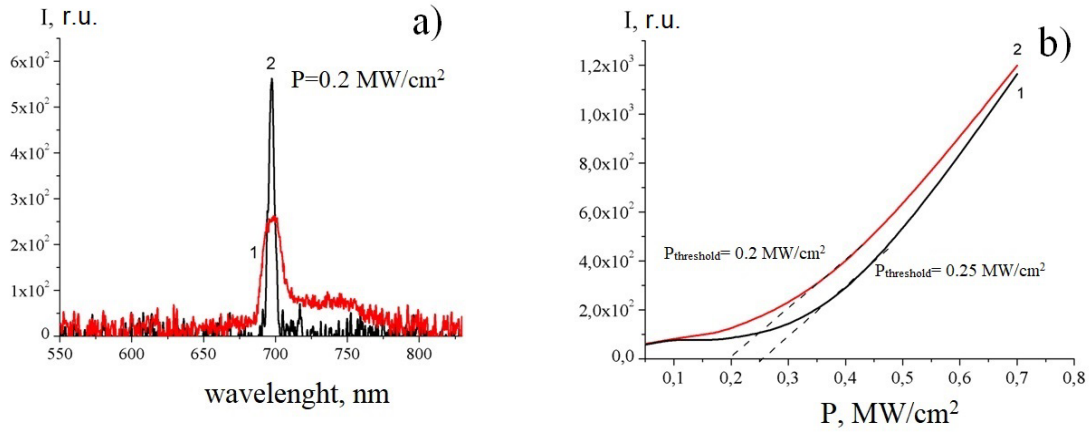 I, r.u.
a)
2
P=0.2 MW/cm²
6x10²
5x10²
4x10²
3x10²
2x10²
1x10²
0
1
550
600
650
700
750
800
wavelenght, nm
I, r.u.
b)
2
1
1,2x10³
1,0x10³
8,0x10²
6,0x10²
4,0x10²
2,0x10²
0,0
Pthreshold= 0.2 MW/cm²
Pthreshold= 0.25 MW/cm²
0,1
0,2
0,3
0,4
0,5
0,6
0,7
0,8
P, MW/cm²